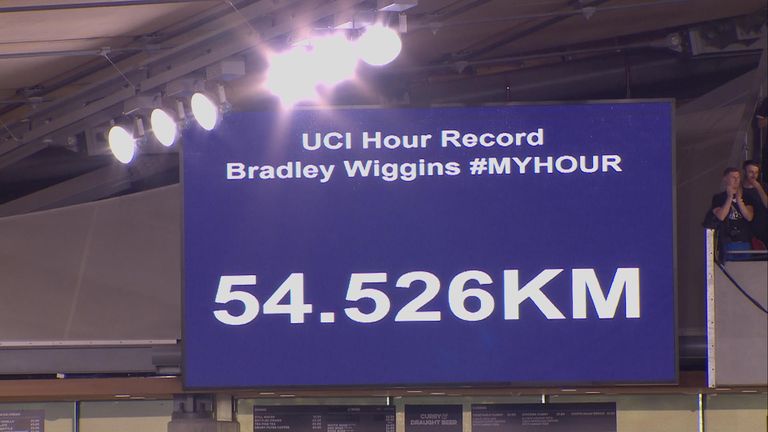 UCI Hour Record
Bradley Wiggins #MYHOUR
54.526KM
CURRY &
DRAUGHT BEER